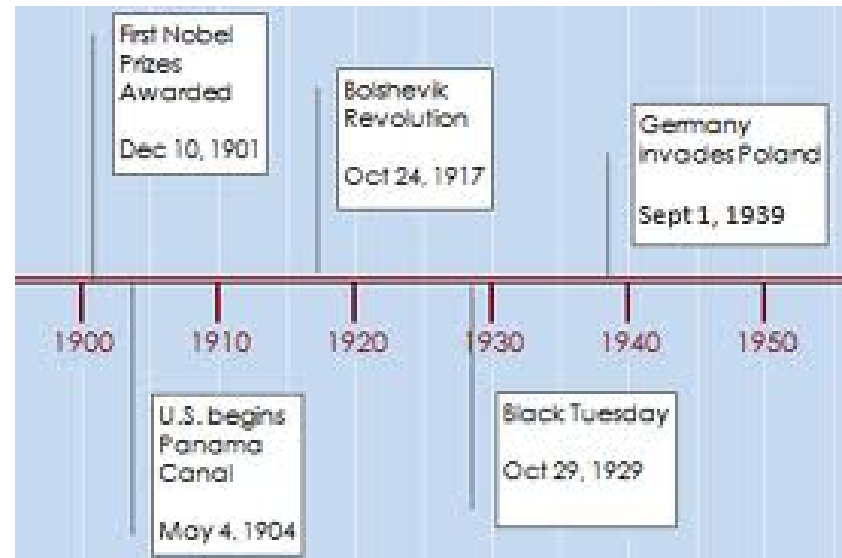 First Nobel
Prizes
Awarded
Dec 10, 1901
Bolshevik
Revolution
Oct 24, 1917
Germany
invades Poland
Sept 1, 1939
1900
1910
1920
1930
1940
1950
U.S. begins
Panama
Canal
May 4, 1904
Black Tuesday
Oct 29, 1929